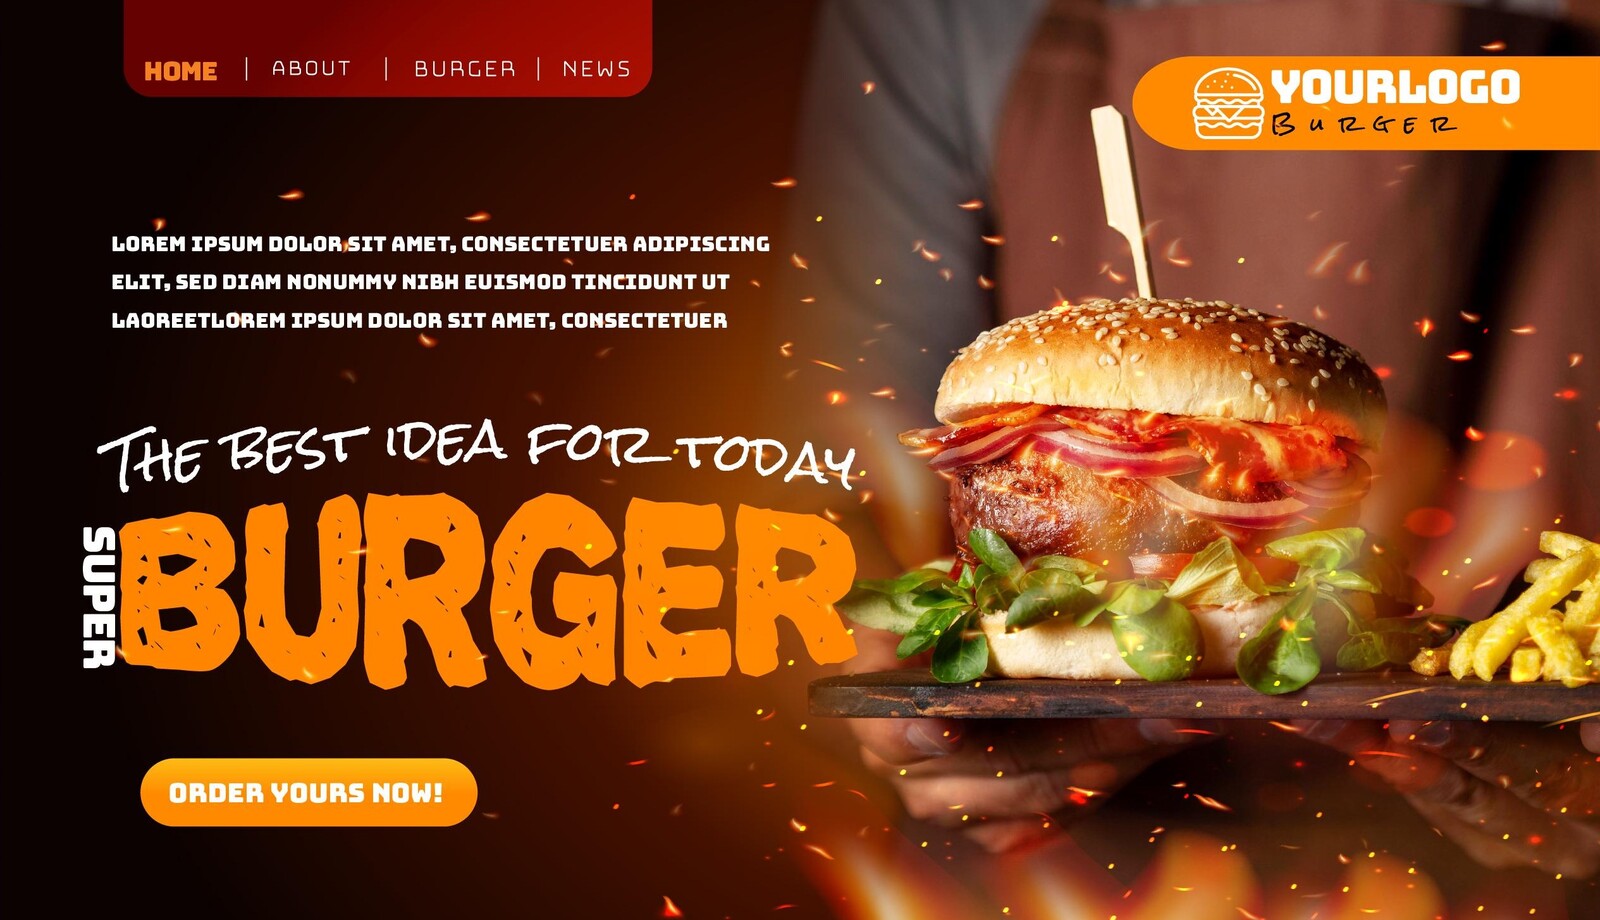 HOME | ABOUT | BURGER | NEWS
YOURLOGO
BURGER
LOREM IPSUM DOLOR SIT AMET, CONSECTETUER ADIPISCING
ELIT, SED DIAM NONUMMY NIBH EUISMOD TINCIDUNT UT
LAOREETLOREM IPSUM DOLOR SIT AMET, CONSECTETUER
THE BEST IDEA FOR TODAY
SUPER
BURGER
ORDER YOURS NOW!